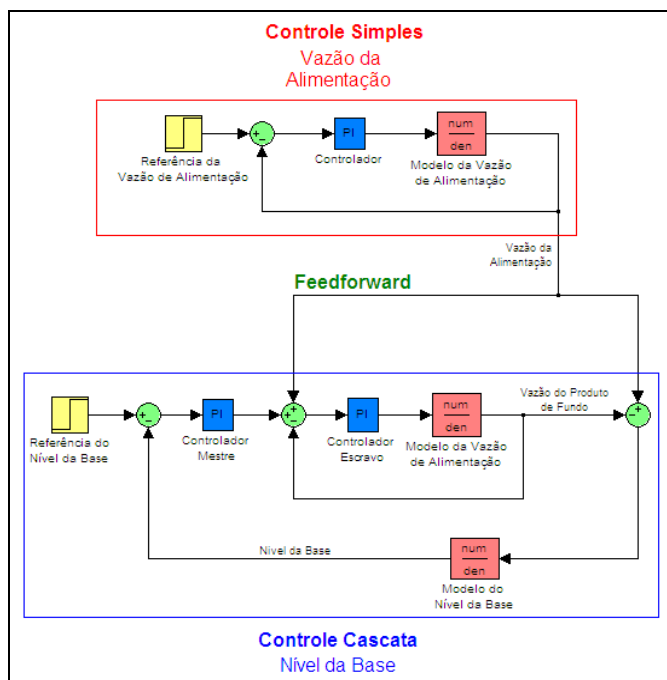 Controle Simples
Vazão da
Alimentação
PI
num
den
Referência da
Vazão de Alimentação
Controlador
Modelo da Vazão
de Alimentação
Vazão da
Alimentação
Feedforward
Vazão do Produto
de Fundo
PI
PI
num
den
Referência do
Nível da Base
Controlador
Mestre
Controlador
Escravo
Modelo da Vazão
de Alimentação
Nivel da Base
num
den
Modelo do
Nível da Base
Controle Cascata
Nível da Base